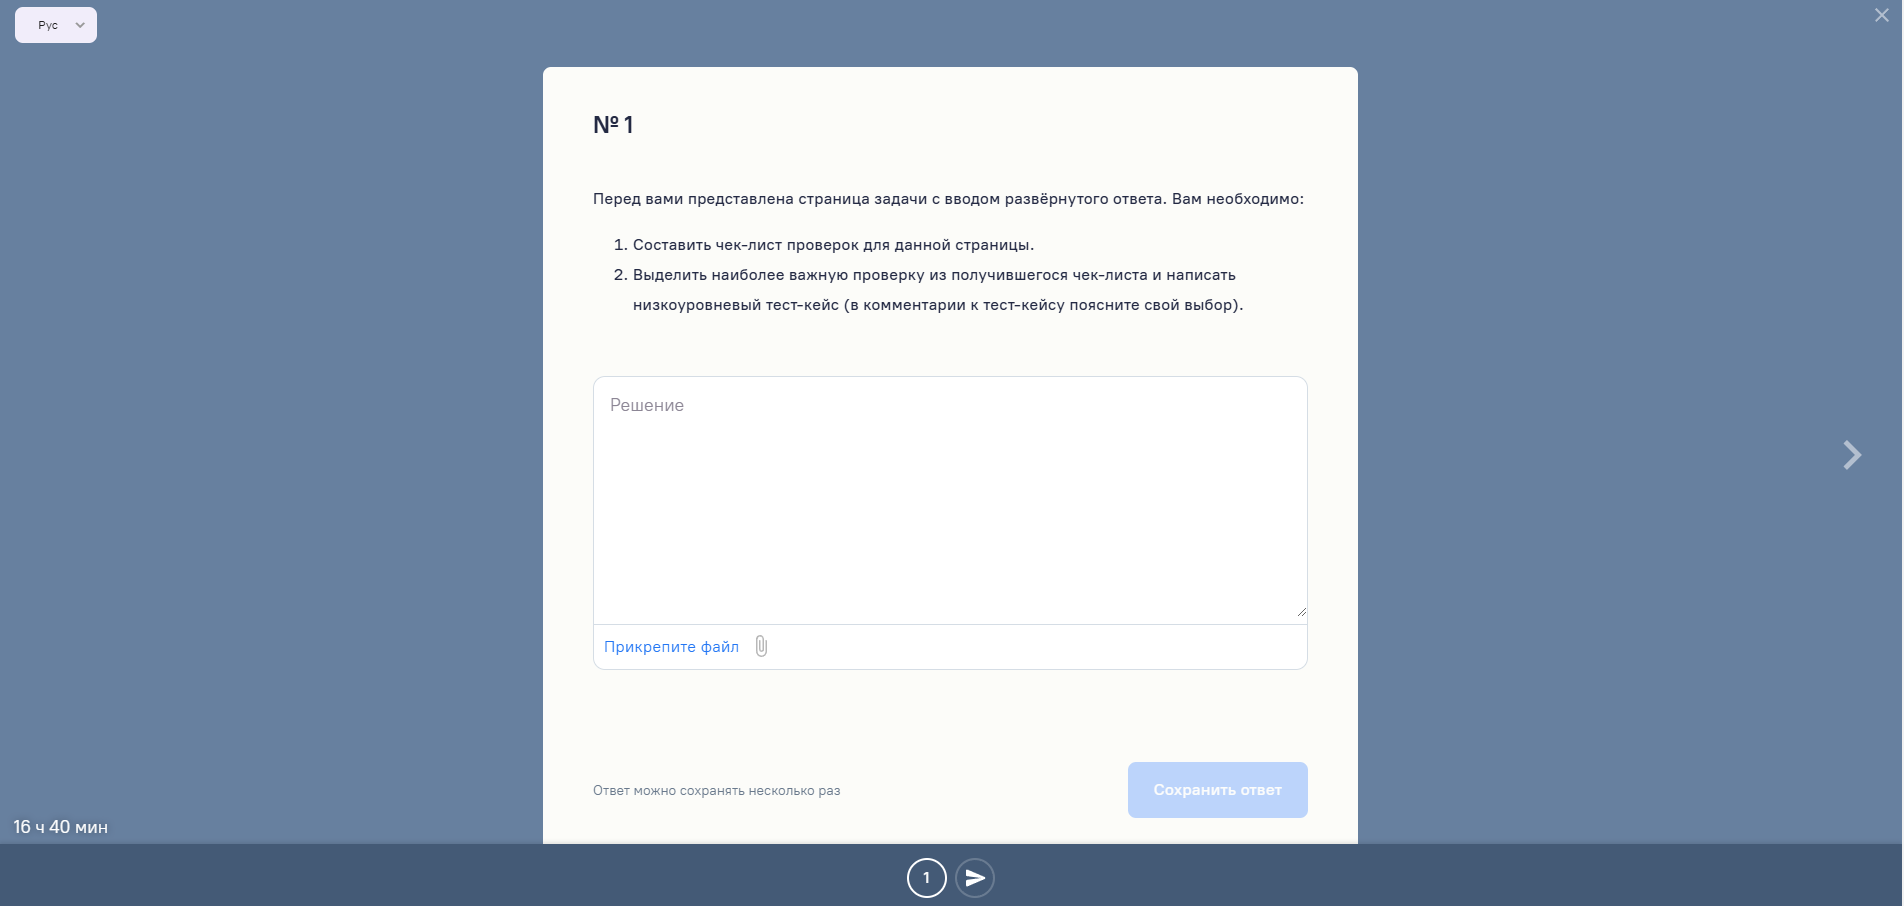 Рус
№ 1
Перед вами представлена страница задачи с вводом развёрнутого ответа. Вам необходимо:
1. Составить чек-лист проверок для данной страницы.
2. Выделить наиболее важную проверку из получившегося чек-листа и написать
низкоуровневый тест-кейс (в комментарии к тест-кейсу поясните свой выбор).
Решение
Прикрепите файл
Ответ можно сохранять несколько раз
Сохранить ответ
16 ч 40 мин
1